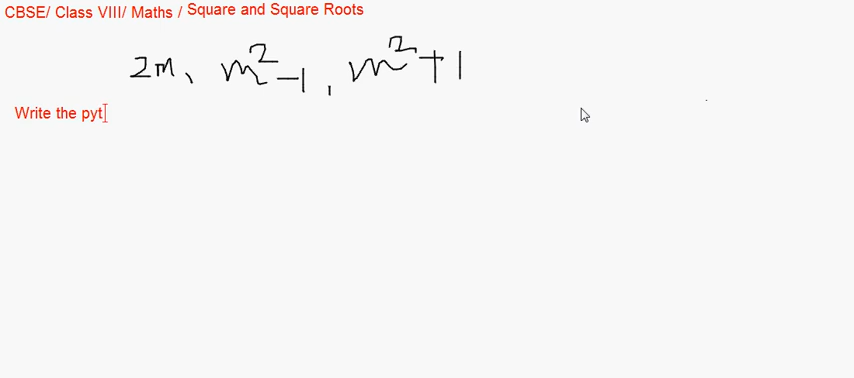 CBSE/ Class VIII/ Maths / Square and Square Roots
2m, m²-1, m²+1
Write the pyt